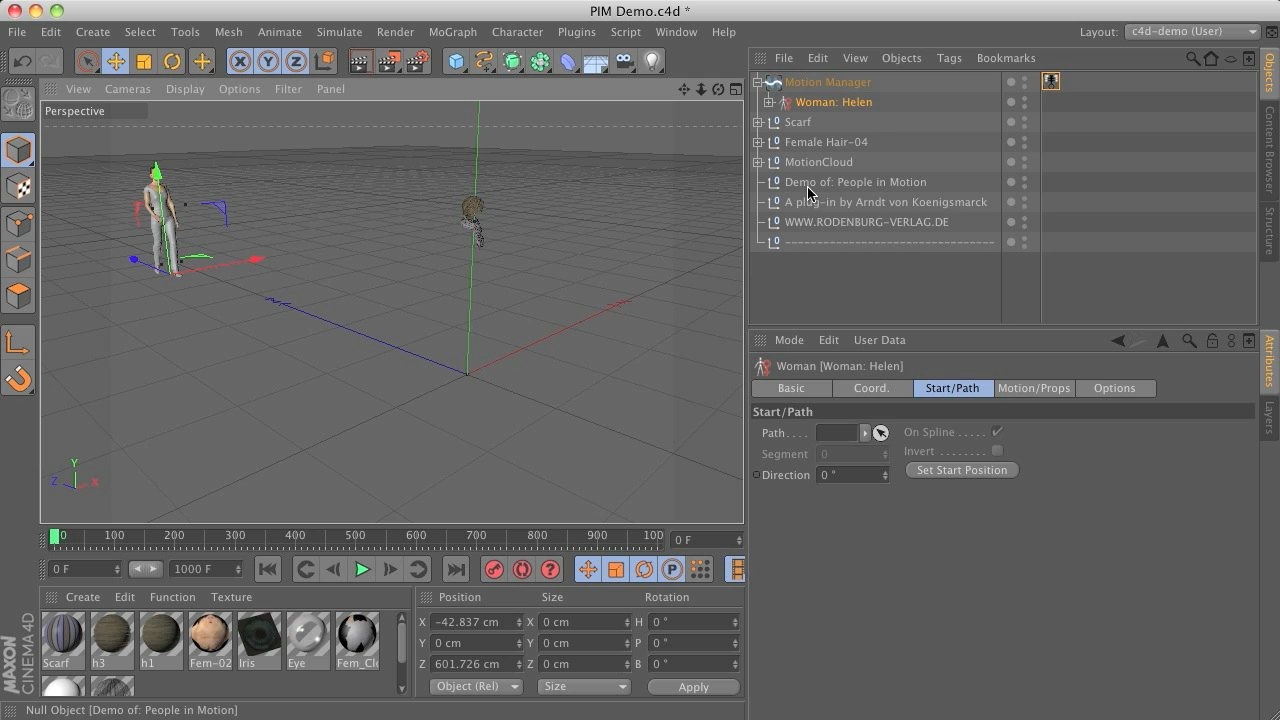 PIM Demo.c4d *
File Edit Create Select Tools Mesh Animate Simulate Render MoGraph Character Plugins Script Window Help Layout: c4d-demo (User)
View Cameras Display Options Filter Panel
Perspective
Y
Z X
0 100 200 300 400 500 600 700 800 900 100 0 F
0 F 1000 F
Create Edit Function Texture
Scarf h3 h1 Fem-02 Iris Eye Fem_Clo
Position Size Rotation
X -42.837 cm X 0 cm H 0 °
Y 0 cm Y 0 cm P 0 °
Z 601.726 cm Z 0 cm B 0 °
Object (Rel) Size Apply
MAXON CINEMA 4D
Null Object [Demo of: People in Motion]
File Edit View Objects Tags Bookmarks
Motion Manager
Woman: Helen
Scarf
Female Hair-04
MotionCloud
Demo of: People in Motion
A plug-in by Arndt von Koenigsmarck
WWW.RODENBURG-VERLAG.DE
---------------------------------
Objects
Content Browser
Structure
Mode Edit User Data
Woman [Woman: Helen]
Basic Coord. Start/Path Motion/Props Options
Start/Path
Path . . . . On Spline . . . . .
Segment 0 Invert . . . . . . . .
Direction 0 ° Set Start Position
Attributes
Layers